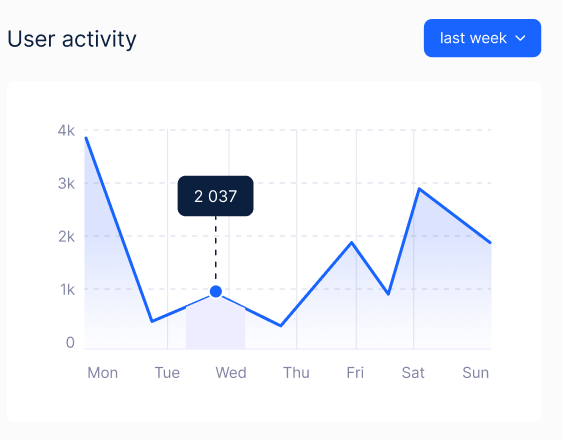 User activity
last week
4k
3k
2 037
2k
1k
0
Mon Tue Wed Thu Fri Sat Sun